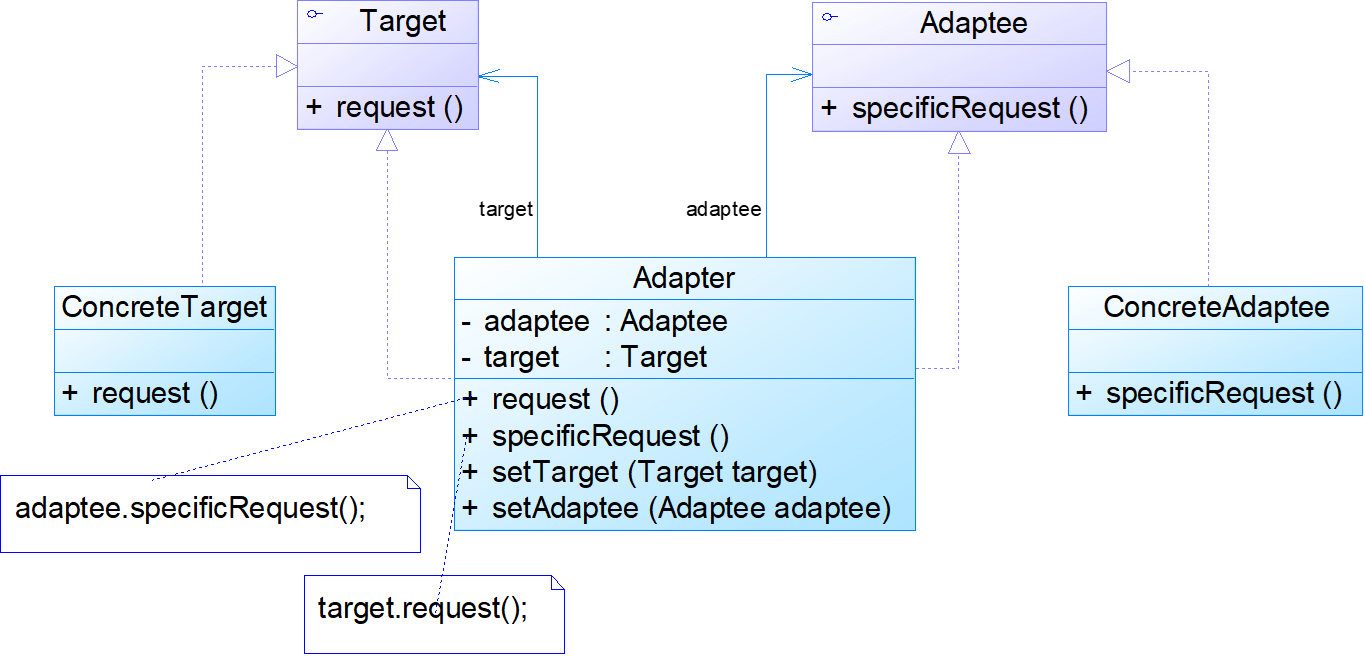 Target
+ request ()
Adaptee
+ specificRequest ()
target
adaptee
ConcreteTarget
+ request ()
Adapter
- adaptee : Adaptee
- target : Target
+ request ()
+ specificRequest ()
+ setTarget (Target target)
+ setAdaptee (Adaptee adaptee)
ConcreteAdaptee
+ specificRequest ()
adaptee.specificRequest();
target.request();